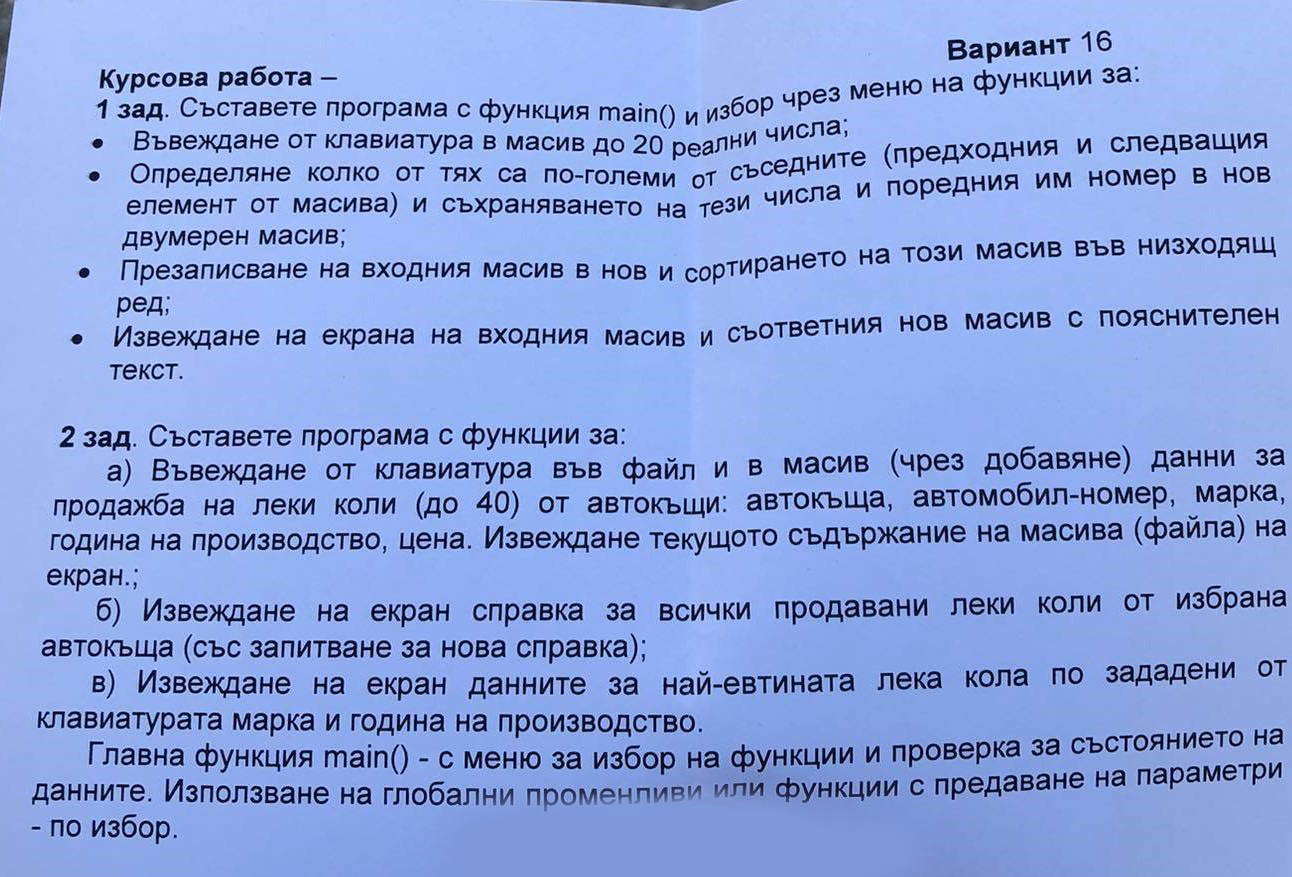 Вариант 16
Курсова работа –
1 зад. Съставете програма с функция main() и избор чрез меню на функции за:
• Въвеждане от клавиатура в масив до 20 реални числа;
• Определяне колко от тях са по-големи от съседните (предходния и следващия
елемент от масива) и съхраняването на тези числа и поредния им номер в нов
двумерен масив;
• Презаписване на входния масив в нов и сортирането на този масив във низходящ
ред;
• Извеждане на екрана на входния масив и съответния нов масив с пояснителен
текст.
2 зад. Съставете програма с функции за:
а) Въвеждане от клавиатура във файл и в масив (чрез добавяне) данни за
продажба на леки коли (до 40) от автокъщи: автокъща, автомобил-номер, марка,
година на производство, цена. Извеждане текущото съдържание на масива (файла) на
екран.;
б) Извеждане на екран справка за всички продавани леки коли от избрана
автокъща (със запитване за нова справка);
в) Извеждане на екран данните за най-евтината лека кола по зададени от
клавиатурата марка и година на производство.
Главна функция main() - с меню за избор на функции и проверка за състоянието на
данните. Използване на глобални променливи или функции с предаване на параметри
- по избор.